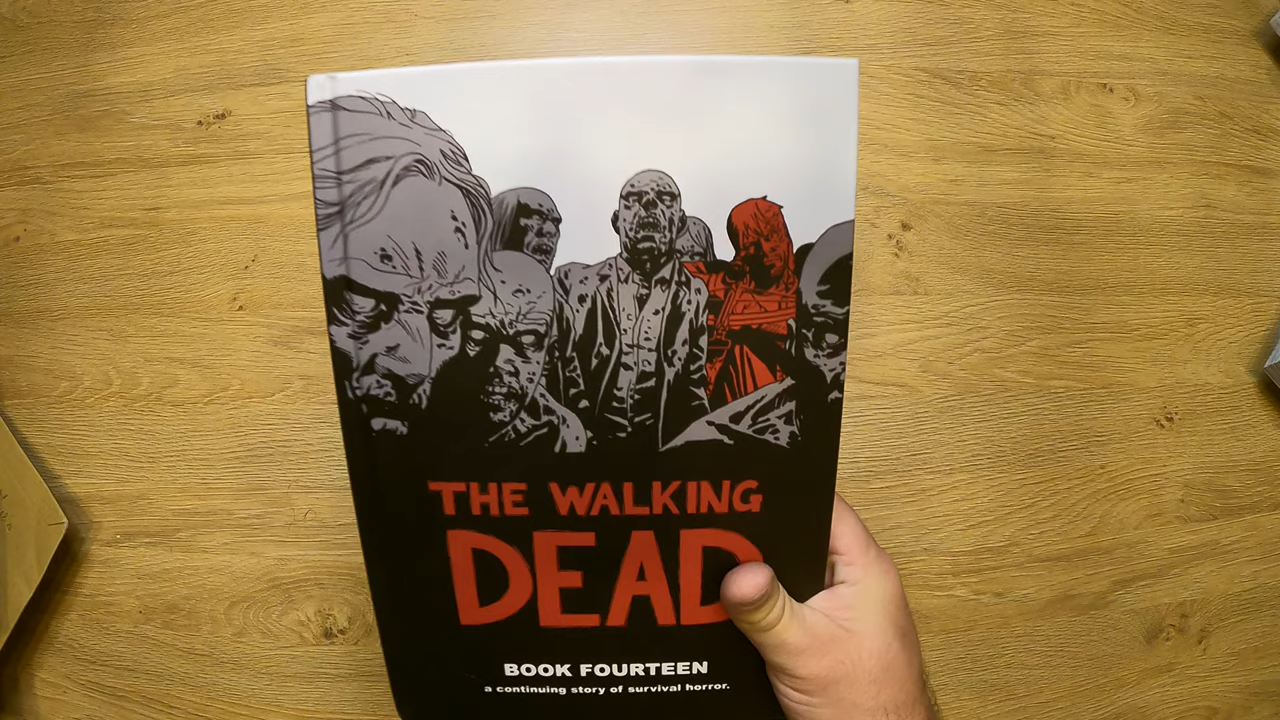 THE WALKING
DEAD
BOOK FOURTEEN
a continuing story of survival horror.